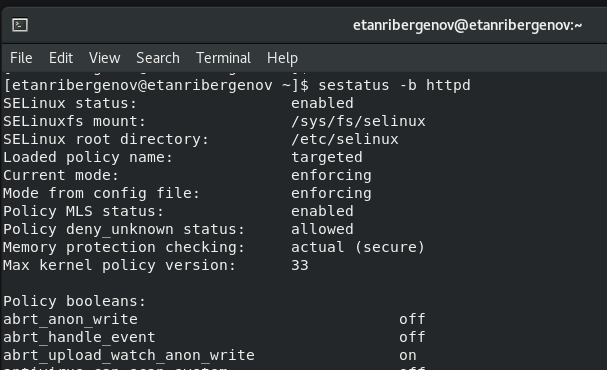 etanribergenov@etanribergenov:~
File Edit View Search Terminal Help
[etanribergenov@etanribergenov ~]$ sestatus -b httpd
SELinux status: enabled
SELinuxfs mount: /sys/fs/selinux
SELinux root directory: /etc/selinux
Loaded policy name: targeted
Current mode: enforcing
Mode from config file: enforcing
Policy MLS status: enabled
Policy deny_unknown status: allowed
Memory protection checking: actual (secure)
Max kernel policy version: 33
Policy booleans:
abrt_anon_write off
abrt_handle_event off
abrt_upload_watch_anon_write on